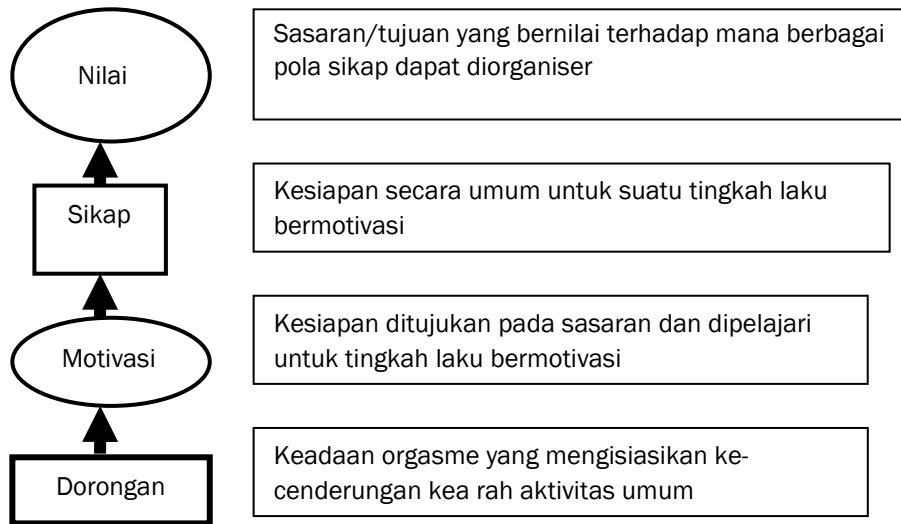 Nilai
Sasaran/tujuan yang bernilai terhadap mana berbagai
pola sikap dapat diorganiser
Sikap
Kesiapan secara umum untuk suatu tingkah laku
bermotivasi
Motivasi
Kesiapan ditujukan pada sasaran dan dipelajari
untuk tingkah laku bermotivasi
Dorongan
Keadaan orgasme yang mengisiasikan ke-
cenderungan kea rah aktivitas umum